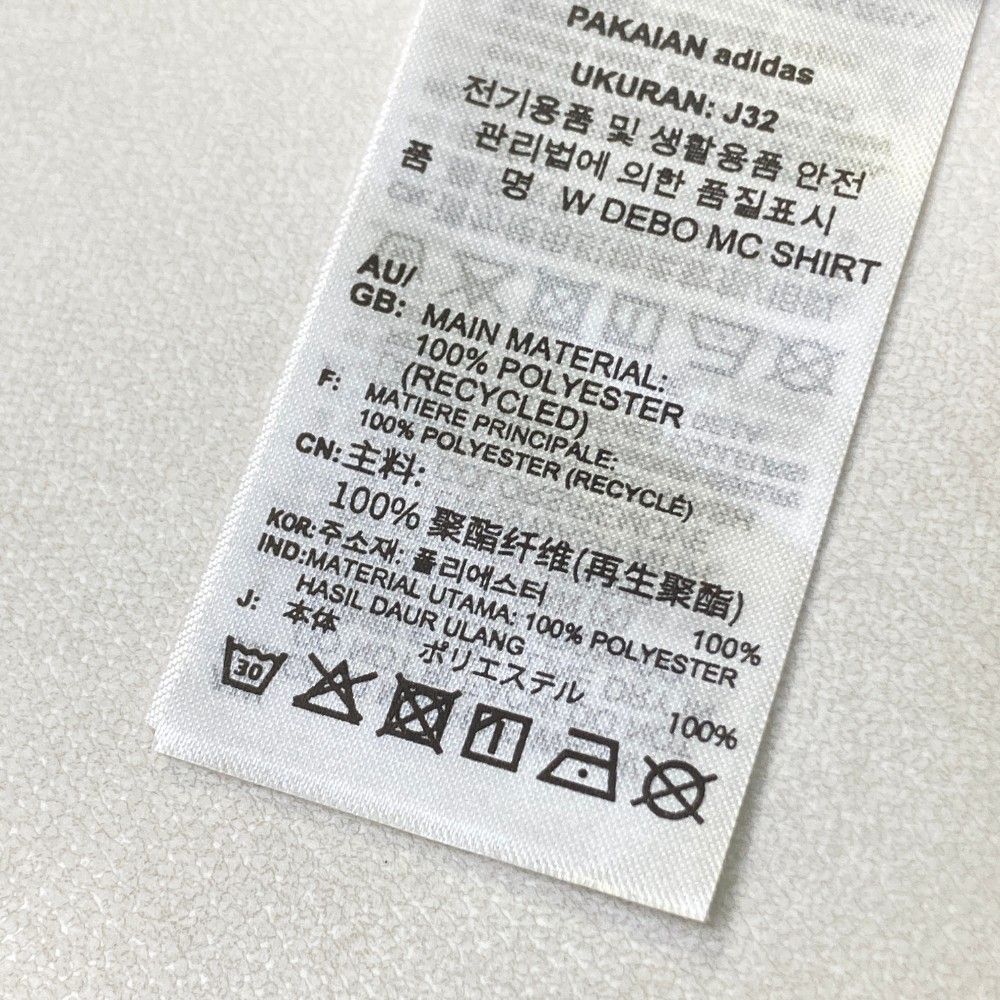 PAKAIAN adidas
UKURAN: J32
전기용품 및 생활용품 안전
관리법에 의한 품질표시
품 명 W DEBO MC SHIRT
AU/
GB: MAIN MATERIAL:
100% POLYESTER
(RECYCLED)
F: MATIERE PRINCIPALE:
100% POLYESTER (RECYCLÉ)
CN: 主料:
100% 聚酯纤维(再生聚酯)
KOR: 주소재: 폴리에스터 100%
IND: MATERIAL UTAMA: 100% POLYESTER
HASIL DAUR ULANG
J: 本体
ポリエステル 100%
30